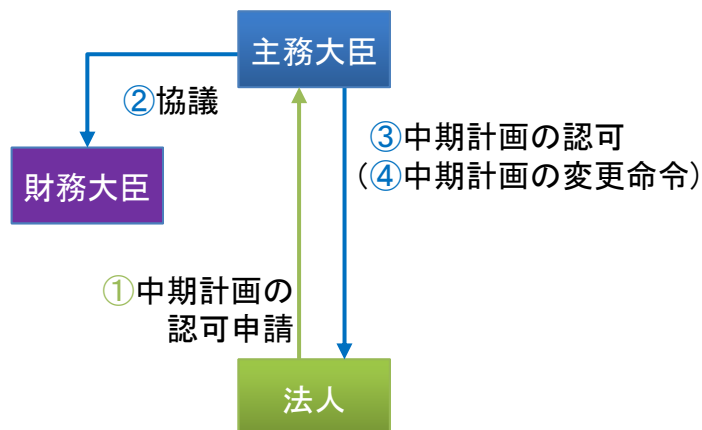 主務大臣
②協議
③中期計画の認可
（④中期計画の変更命令）
財務大臣
①中期計画の
認可申請
法人